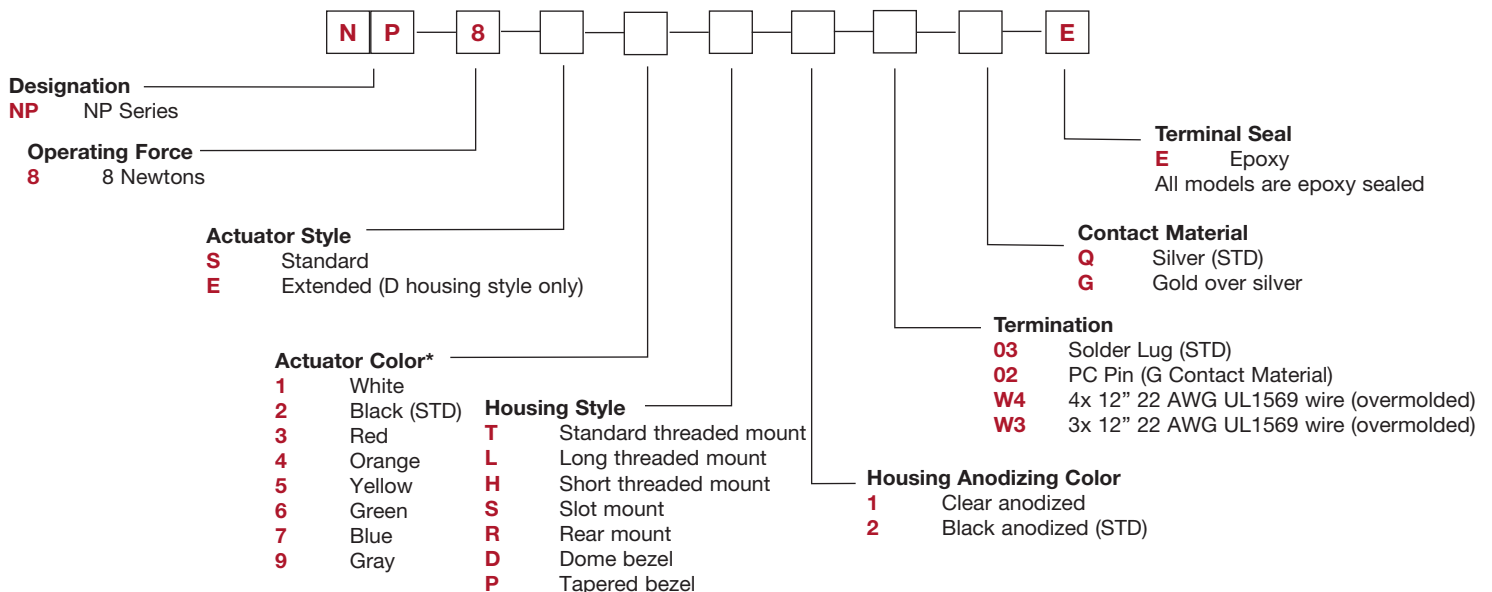 N P 8 E
Designation
NP NP Series
Operating Force
8 8 Newtons
Actuator Style
S Standard
E Extended (D housing style only)
Actuator Color*
1 White
2 Black (STD)
3 Red
4 Orange
5 Yellow
6 Green
7 Blue
9 Gray
Housing Style
T Standard threaded mount
L Long threaded mount
H Short threaded mount
S Slot mount
R Rear mount
D Dome bezel
P Tapered bezel
Housing Anodizing Color
1 Clear anodized
2 Black anodized (STD)
Termination
03 Solder Lug (STD)
02 PC Pin (G Contact Material)
W4 4x 12” 22 AWG UL1569 wire (overmolded)
W3 3x 12” 22 AWG UL1569 wire (overmolded)
Contact Material
Q Silver (STD)
G Gold over silver
Terminal Seal
E Epoxy
All models are epoxy sealed